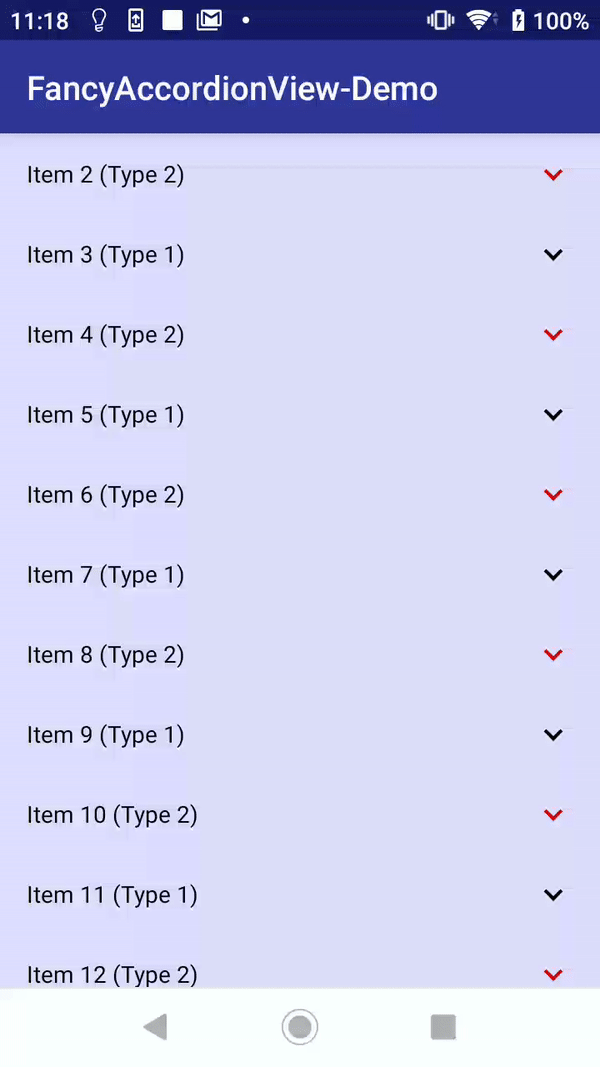 11:18 100%
FancyAccordionView-Demo
Item 2 (Type 2)
Item 3 (Type 1)
Item 4 (Type 2)
Item 5 (Type 1)
Item 6 (Type 2)
Item 7 (Type 1)
Item 8 (Type 2)
Item 9 (Type 1)
Item 10 (Type 2)
Item 11 (Type 1)
Item 12 (Type 2)